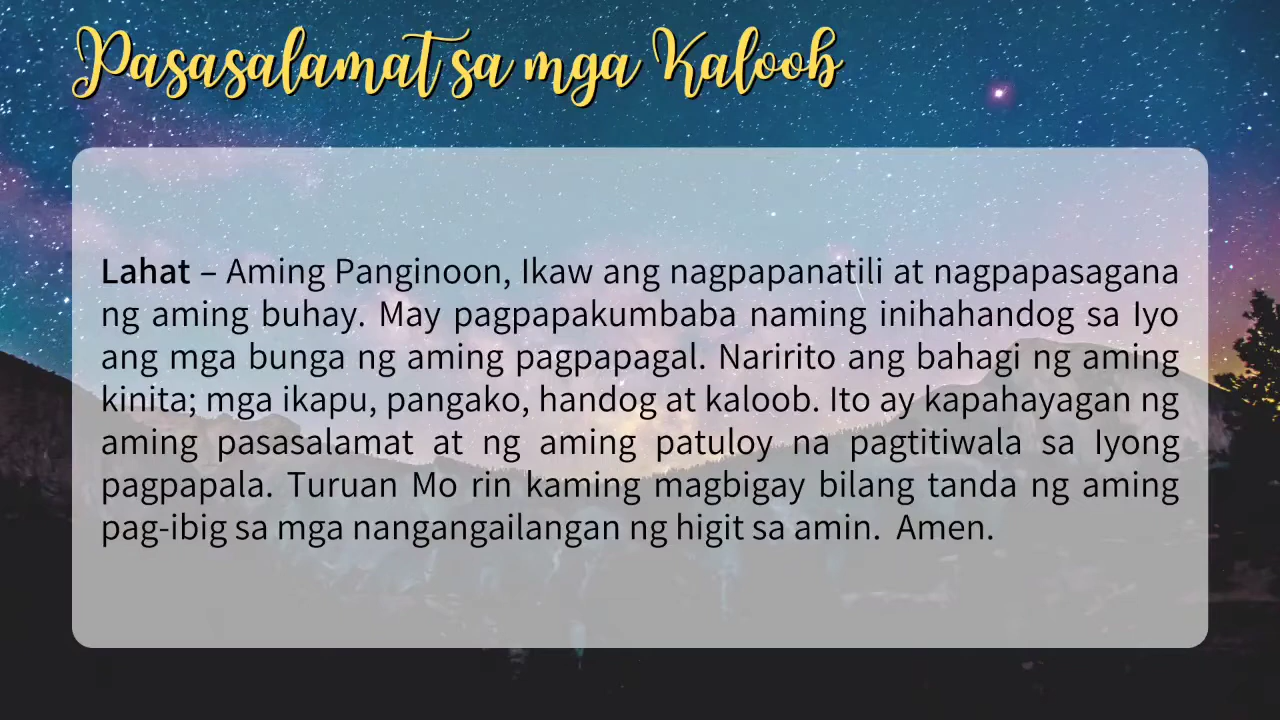 Pasasalamat sa mga Kaloob
Lahat – Aming Panginoon, Ikaw ang nagpapanatili at nagpapasagana
ng aming buhay. May pagpapakumbaba naming inihahandog sa Iyo
ang mga bunga ng aming pagpapagal. Naririto ang bahagi ng aming
kinita; mga ikapu, pangako, handog at kaloob. Ito ay kapahayagan ng
aming pasasalamat at ng aming patuloy na pagtitiwala sa Iyong
pagpapala. Turuan Mo rin kaming magbigay bilang tanda ng aming
pag-ibig sa mga nangangailangan ng higit sa amin.  Amen.